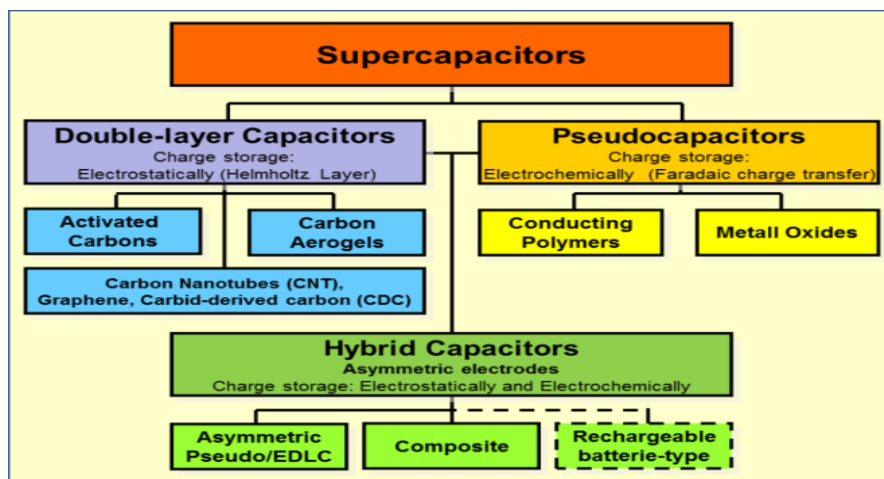 Supercapacitors
Double-layer Capacitors
Charge storage:
Electrostatically (Helmholtz Layer)
Pseudocapacitors
Charge storage:
Electrochemically (Faradaic charge transfer)
Activated
Carbons
Carbon
Aerogels
Conducting
Polymers
Metall Oxides
Carbon Nanotubes (CNT),
Graphene, Carbid-derived carbon (CDC)
Hybrid Capacitors
Asymmetric electrodes
Charge storage: Electrostatically and Electrochemically
Asymmetric
Pseudo/EDLC
Composite
Rechargeable
batterie-type